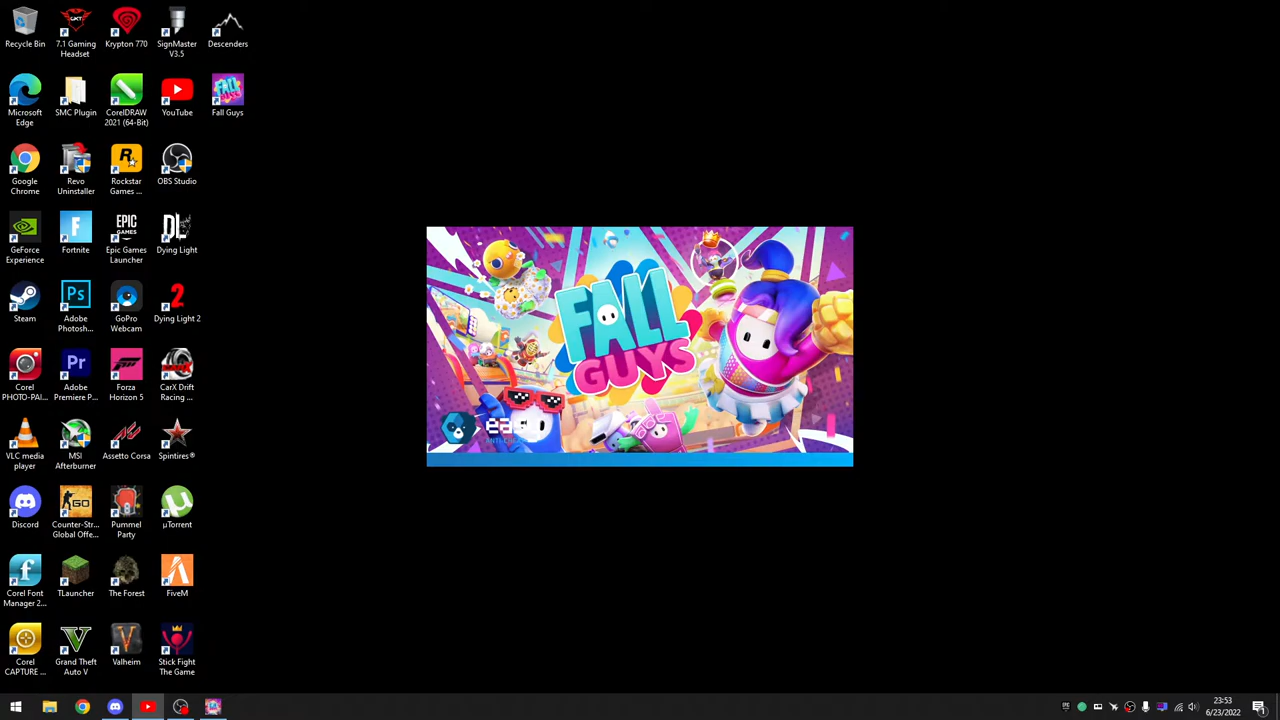 Recycle Bin
7.1 Gaming
Headset
Krypton 770
SignMaster
V3.5
Descenders
Microsoft
Edge
SMC Plugin
CorelDRAW
2021 (64-Bit)
YouTube
Fall Guys
Google
Chrome
Revo
Uninstaller
Rockstar
Games ...
OBS Studio
GeForce
Experience
Fortnite
Epic Games
Launcher
Dying Light
Steam
Adobe
Photosh...
GoPro
Webcam
Dying Light 2
Corel
PHOTO-PAI...
Adobe
Premiere P...
Forza
Horizon 5
CarX Drift
Racing ...
VLC media
player
MSI
Afterburner
Assetto Corsa
Spintires®
Discord
Counter-Str...
Global Offe...
Pummel
Party
µTorrent
Corel Font
Manager 2...
TLauncher
The Forest
FiveM
Corel
CAPTURE ...
Grand Theft
Auto V
Valheim
Stick Fight
The Game
FALL
GUYS
23:53
6/23/2022